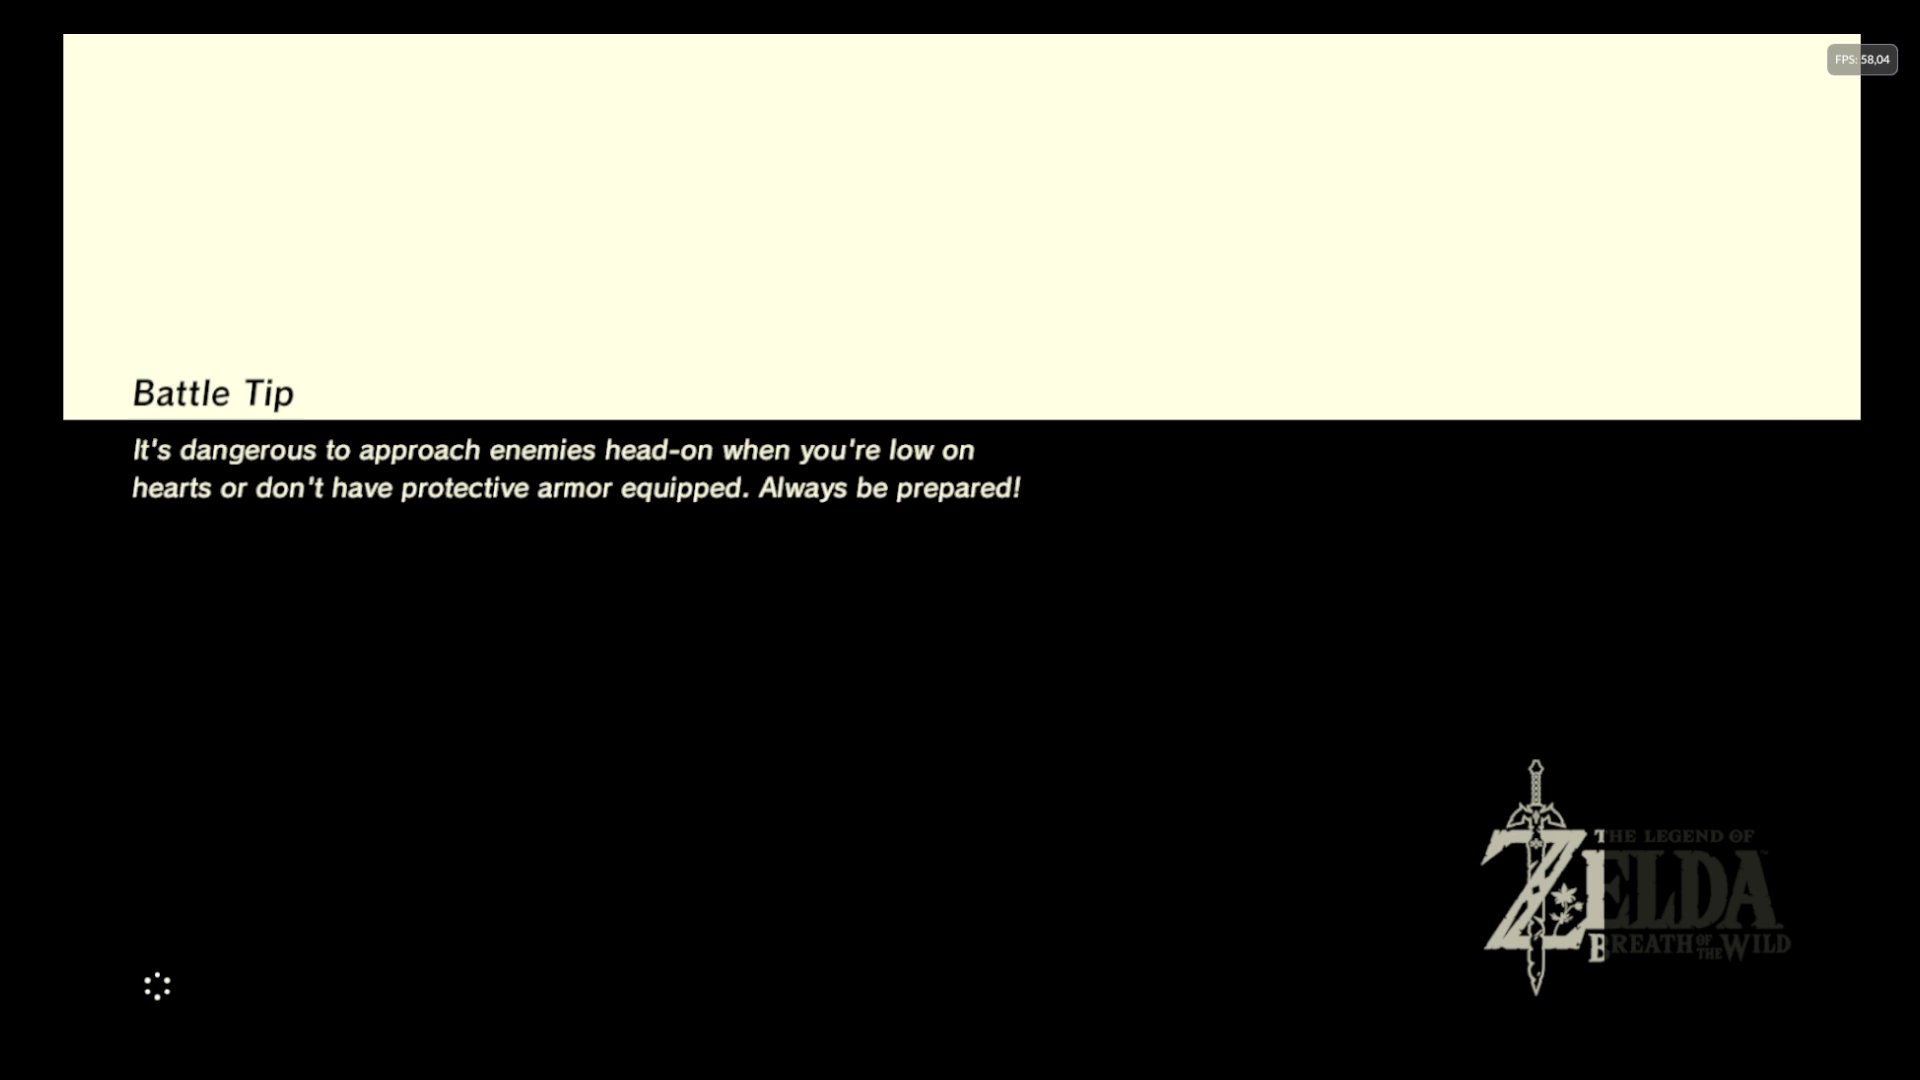 FPS: 58,04
Battle Tip
It's dangerous to approach enemies head-on when you're low on
hearts or don't have protective armor equipped. Always be prepared!
THE LEGEND OF
ZELDA
BREATH OF THE WILD